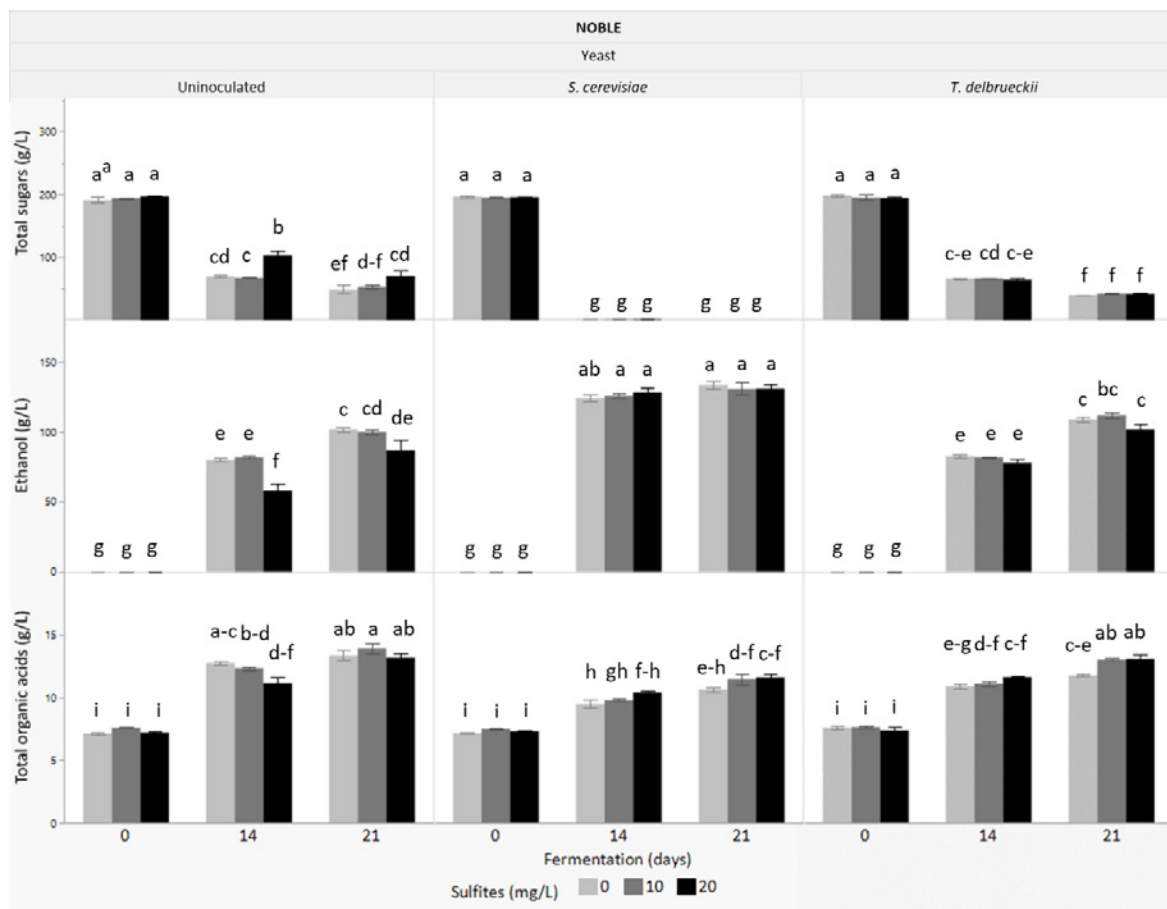 NOBLE
Yeast
Uninoculated S. cerevisiae T. delbrueckii
Total sugars (g/L)
300
200
100
a a a a
b
cd c
ef d-f cd
a a a
g g g
g g g
a a a
c-e cd c-e
f f f
Ethanol (g/L)
150
100
50
0
g g g
e e f
c cd de
g g g
ab a a
a a a
g g g
e e e
c bc c
Total organic acids (g/L)
15
10
5
0
i i i
a-c b-d d-f
ab a ab
i i i
h gh f-h
e-h d-f c-f
i i i
e-g d-f c-f
c-e ab ab
0 14 21 0 14 21 0 14 21
Fermentation (days)
Sulfites (mg/L) 0 10 20